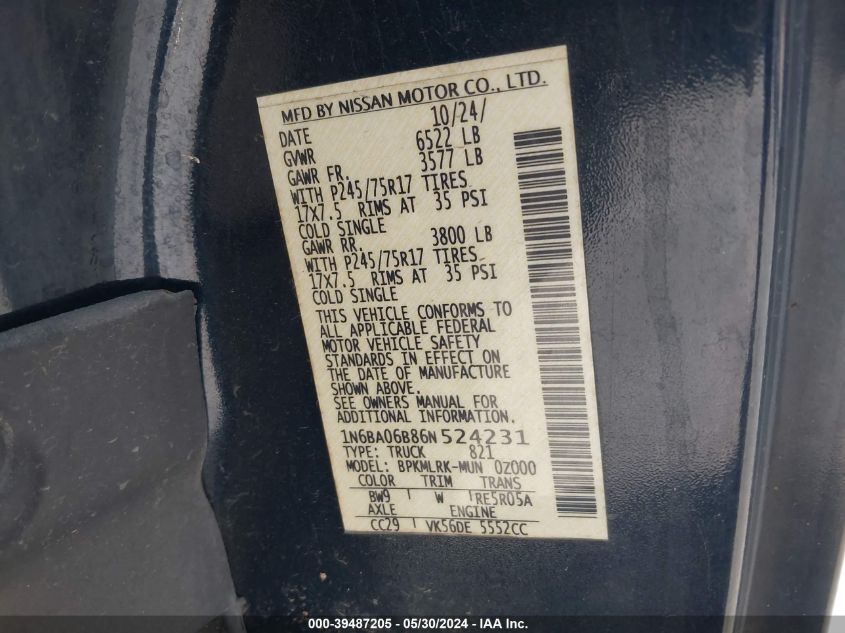 MFD BY NISSAN MOTOR CO., LTD.
DATE 10/24/
GVWR 6522 LB
GAWR FR. 3577 LB
WITH P245/75R17 TIRES
17X7.5 RIMS AT 35 PSI
COLD SINGLE
GAWR RR. 3800 LB
WITH P245/75R17 TIRES
17X7.5 RIMS AT 35 PSI
COLD SINGLE
THIS VEHICLE CONFORMS TO
ALL APPLICABLE FEDERAL
MOTOR VEHICLE SAFETY
STANDARDS IN EFFECT ON
THE DATE OF MANUFACTURE
SHOWN ABOVE.
SEE OWNERS MANUAL FOR
ADDITIONAL INFORMATION.
1N6BA06B86N524231
TYPE: TRUCK 821
MODEL: BPKMLRK-MUN 0Z000
COLOR TRIM TRANS
BW9 W RE5R05A
AXLE ENGINE
CC29 VK56DE 5552CC
000-39487205 - 05/30/2024 - IAA Inc.